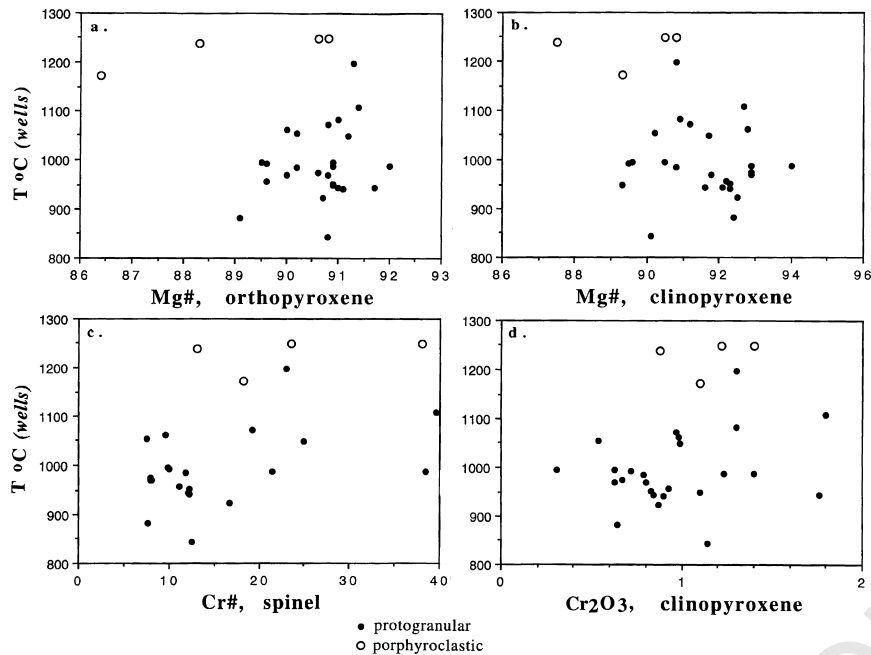 a.
1300
1200
1100
1000
900
800
T °C (wells)
86 87 88 89 90 91 92 93
Mg#, orthopyroxene
b.
1300
1200
1100
1000
900
800
86 88 90 92 94 96
Mg#, clinopyroxene
c.
1300
1200
1100
1000
900
800
T °C (wells)
0 10 20 30 40
Cr#, spinel
d.
1300
1200
1100
1000
900
800
0 1 2
Cr2O3, clinopyroxene
protogranular
porphyroclastic